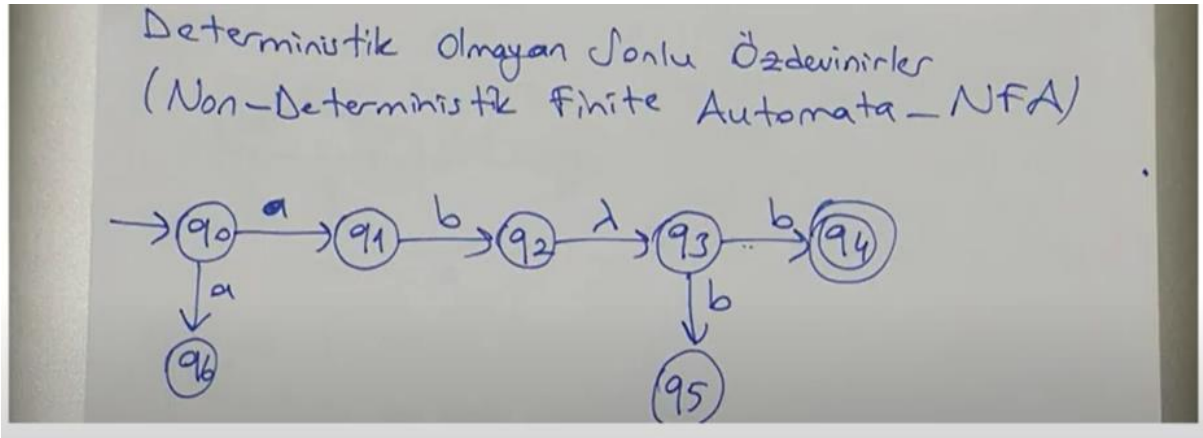 Deterministik Olmayan Sonlu Özdevinirler
(Non-Deterministik Finite Automata - NFA)
a b λ b
q0 q1 q2 q3 q4
a b
q6 q5